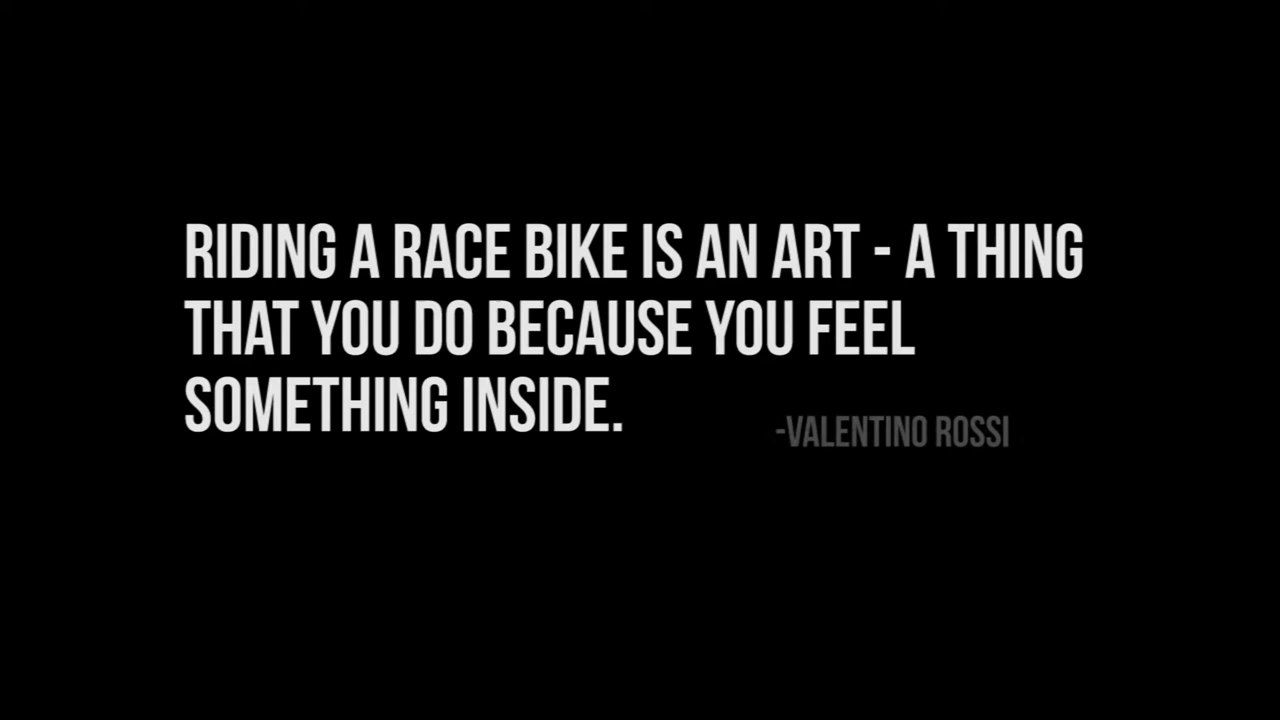 RIDING A RACE BIKE IS AN ART - A THING
THAT YOU DO BECAUSE YOU FEEL
SOMETHING INSIDE.
-VALENTINO ROSSI